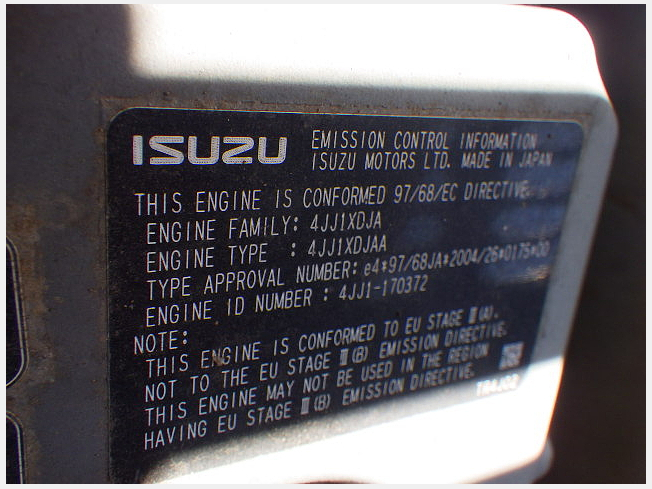 ISUZU EMISSION CONTROL INFORMATION
ISUZU MOTORS LTD. MADE IN JAPAN
THIS ENGINE IS CONFORMED 97/68/EC DIRECTIVE.
ENGINE FAMILY: 4JJ1XDJA
ENGINE TYPE : 4JJ1XDJAA
TYPE APPROVAL NUMBER: e4*97/68JA*2004/26*0175*00
ENGINE ID NUMBER : 4JJ1-170372
NOTE:
THIS ENGINE IS CONFORMED TO EU STAGE Ⅲ(A),
NOT TO THE EU STAGE Ⅲ(B) EMISSION DIRECTIVE.
THIS ENGINE MAY NOT BE USED IN THE REGION
HAVING EU STAGE Ⅲ(B) EMISSION DIRECTIVE.